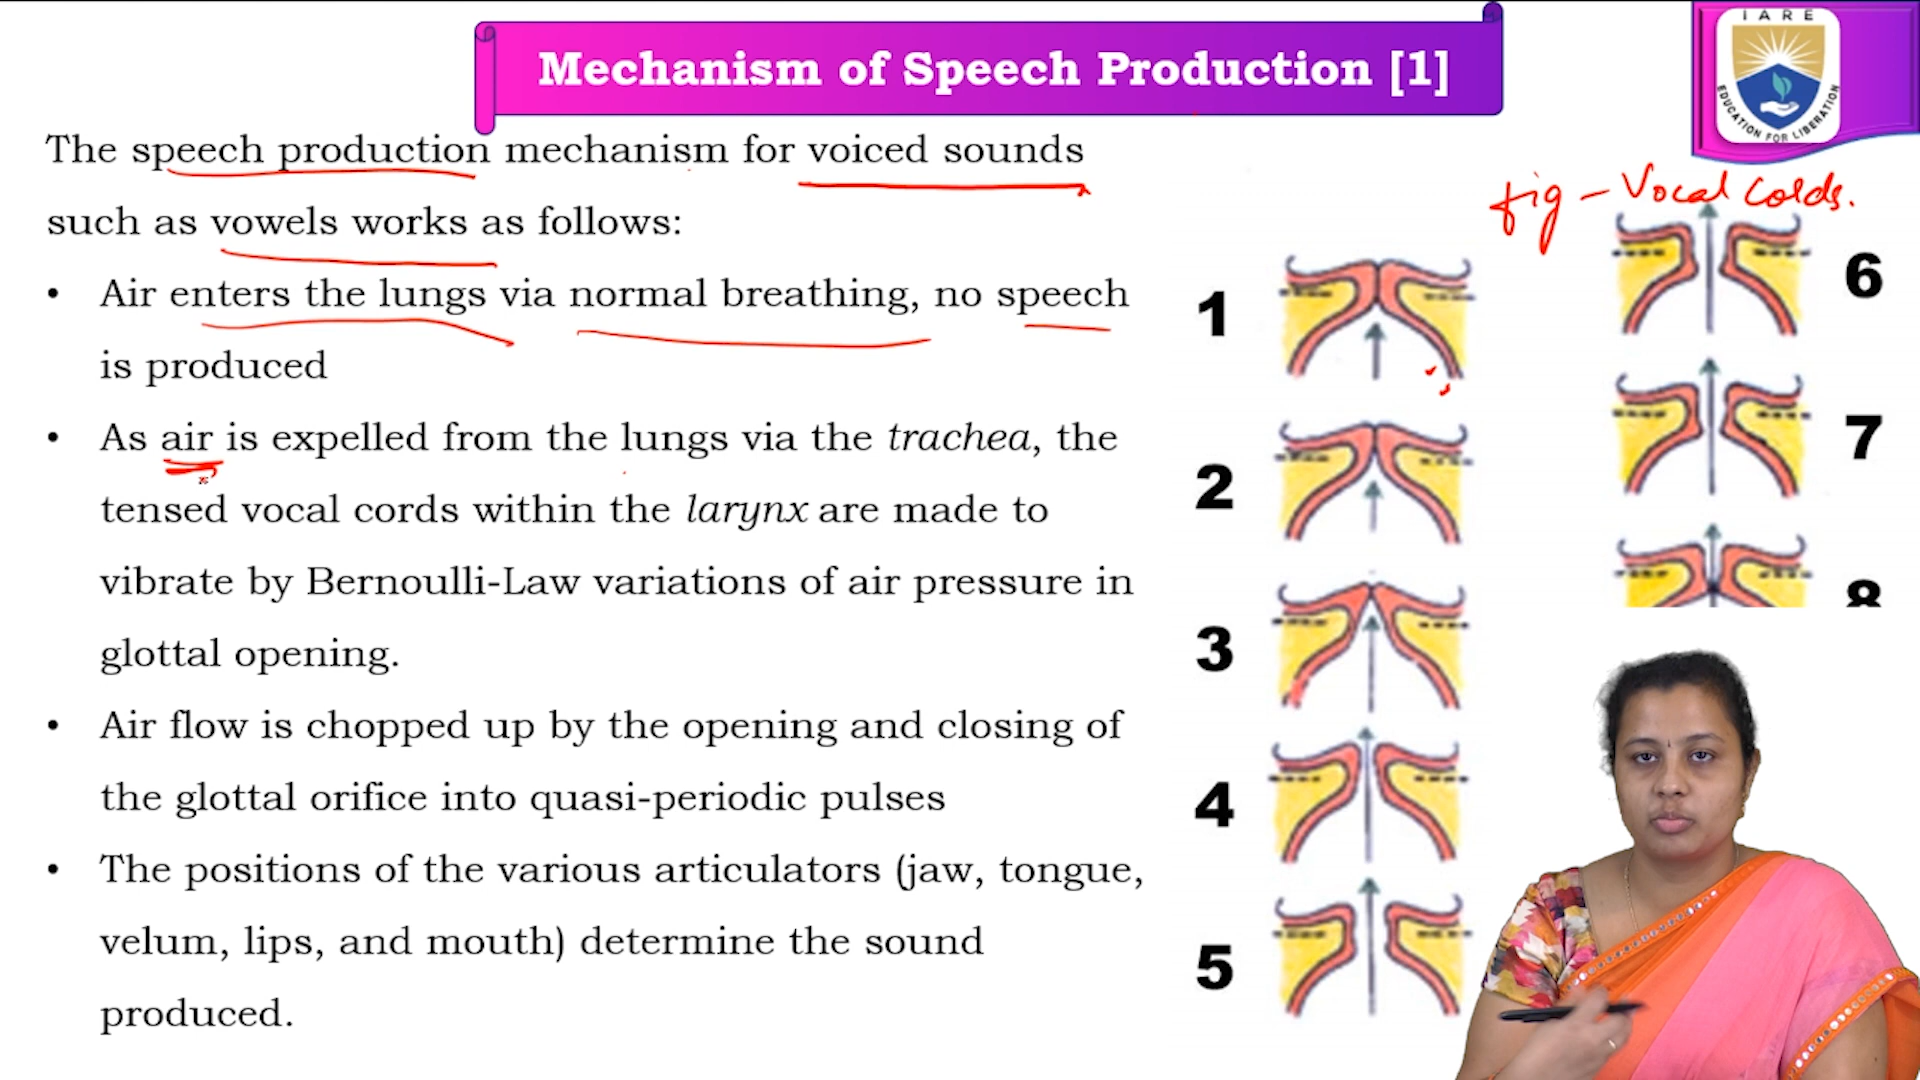 Mechanism of Speech Production [1]
I A R E
EDUCATION FOR LIBERATION
The speech production mechanism for voiced sounds
such as vowels works as follows:
• Air enters the lungs via normal breathing, no speech
is produced
• As air is expelled from the lungs via the trachea, the
tensed vocal cords within the larynx are made to
vibrate by Bernoulli-Law variations of air pressure in
glottal opening.
• Air flow is chopped up by the opening and closing of
the glottal orifice into quasi-periodic pulses
• The positions of the various articulators (jaw, tongue,
velum, lips, and mouth) determine the sound
produced.
fig - Vocal Cords.
1
2
3
4
5
6
7
8